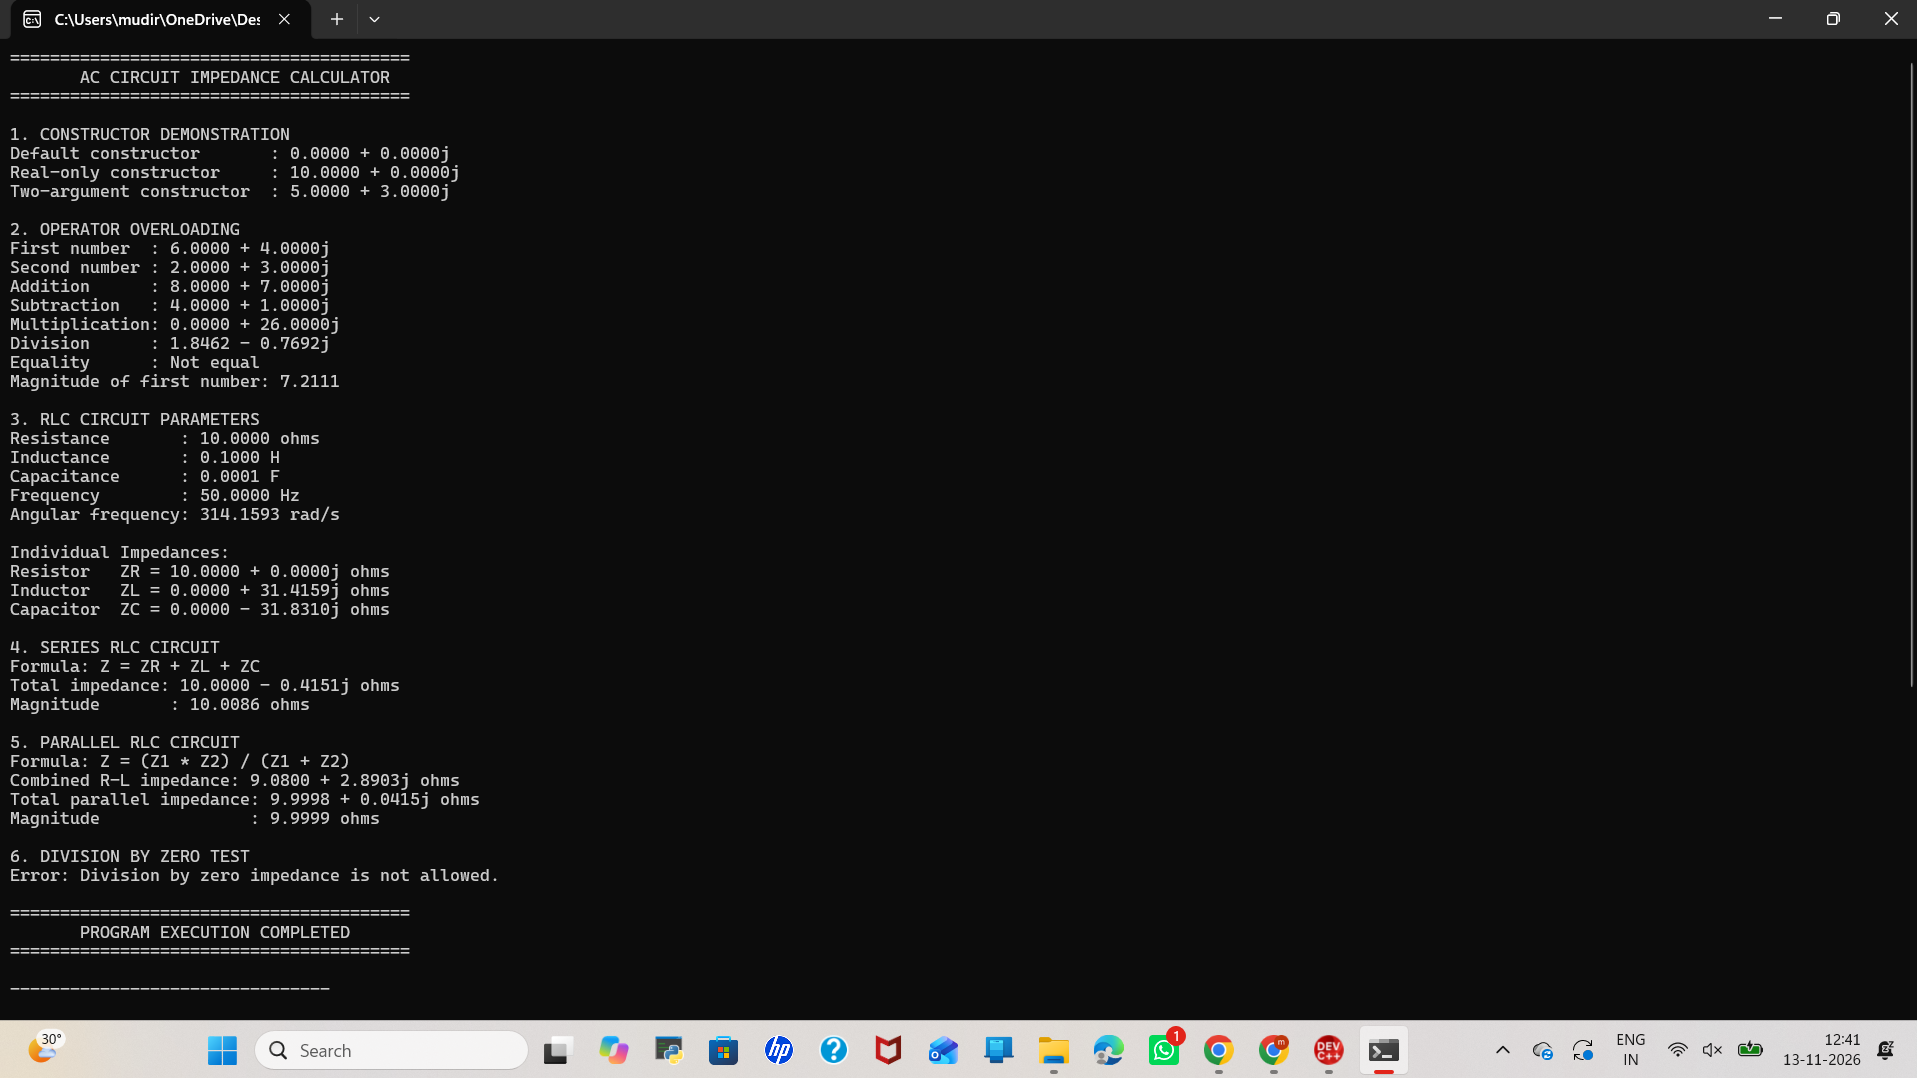 C:\Users\mudir\OneDrive\Des
========================================
AC CIRCUIT IMPEDANCE CALCULATOR
========================================
1. CONSTRUCTOR DEMONSTRATION
Default constructor       : 0.0000 + 0.0000j
Real-only constructor     : 10.0000 + 0.0000j
Two-argument constructor  : 5.0000 + 3.0000j
2. OPERATOR OVERLOADING
First number  : 6.0000 + 4.0000j
Second number : 2.0000 + 3.0000j
Addition      : 8.0000 + 7.0000j
Subtraction   : 4.0000 + 1.0000j
Multiplication: 0.0000 + 26.0000j
Division      : 1.8462 - 0.7692j
Equality      : Not equal
Magnitude of first number: 7.2111
3. RLC CIRCUIT PARAMETERS
Resistance       : 10.0000 ohms
Inductance       : 0.1000 H
Capacitance      : 0.0001 F
Frequency        : 50.0000 Hz
Angular frequency: 314.1593 rad/s
Individual Impedances:
Resistor   ZR = 10.0000 + 0.0000j ohms
Inductor   ZL = 0.0000 + 31.4159j ohms
Capacitor  ZC = 0.0000 - 31.8310j ohms
4. SERIES RLC CIRCUIT
Formula: Z = ZR + ZL + ZC
Total impedance: 10.0000 - 0.4151j ohms
Magnitude       : 10.0086 ohms
5. PARALLEL RLC CIRCUIT
Formula: Z = (Z1 * Z2) / (Z1 + Z2)
Combined R-L impedance: 9.0800 + 2.8903j ohms
Total parallel impedance: 9.9998 + 0.0415j ohms
Magnitude               : 9.9999 ohms
6. DIVISION BY ZERO TEST
Error: Division by zero impedance is not allowed.
========================================
PROGRAM EXECUTION COMPLETED
========================================
--------------------------------
30°
Search
hp
DEV
C++
1
m
ENG
IN
12:41
13-11-2026